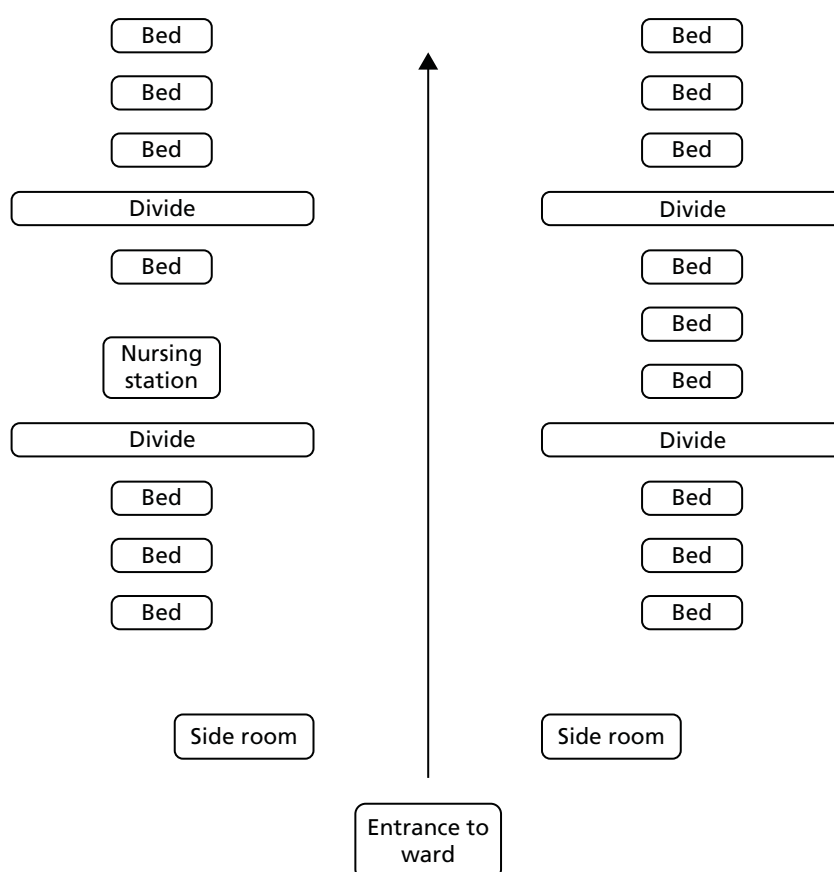 Bed Bed
Bed Bed
Bed Bed
Divide Divide
Bed Bed
Bed
Nursing
station
Bed
Divide Divide
Bed Bed
Bed Bed
Bed Bed
Side room Side room
Entrance to
ward